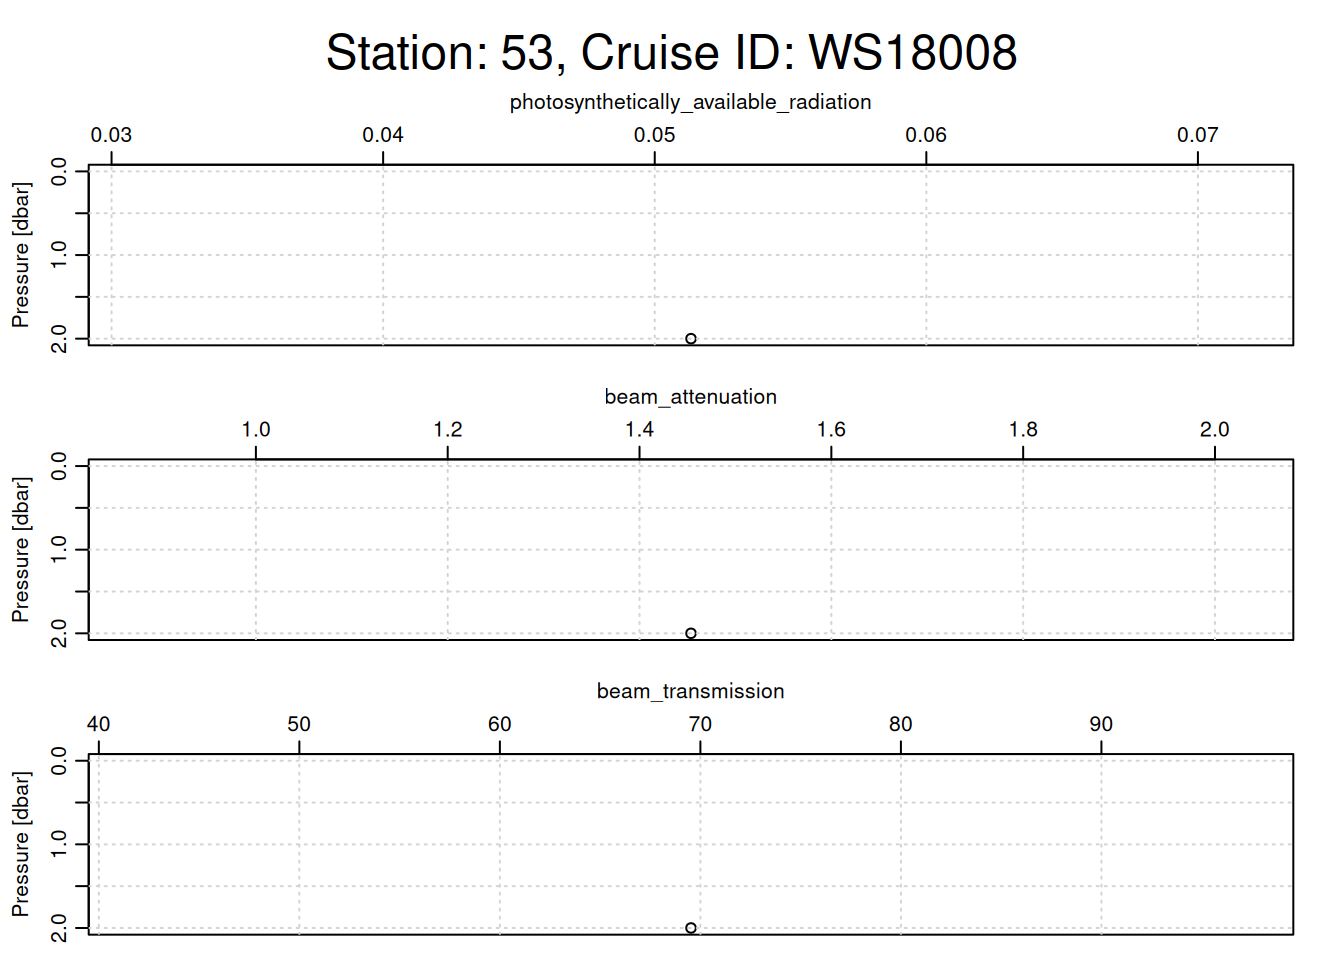 Station: 53, Cruise ID: WS18008
photosynthetically_available_radiation
0.03 0.04 0.05 0.06 0.07
Pressure [dbar]
0.0
1.0
2.0
beam_attenuation
1.0 1.2 1.4 1.6 1.8 2.0
Pressure [dbar]
0.0
1.0
2.0
beam_transmission
40 50 60 70 80 90
Pressure [dbar]
0.0
1.0
2.0